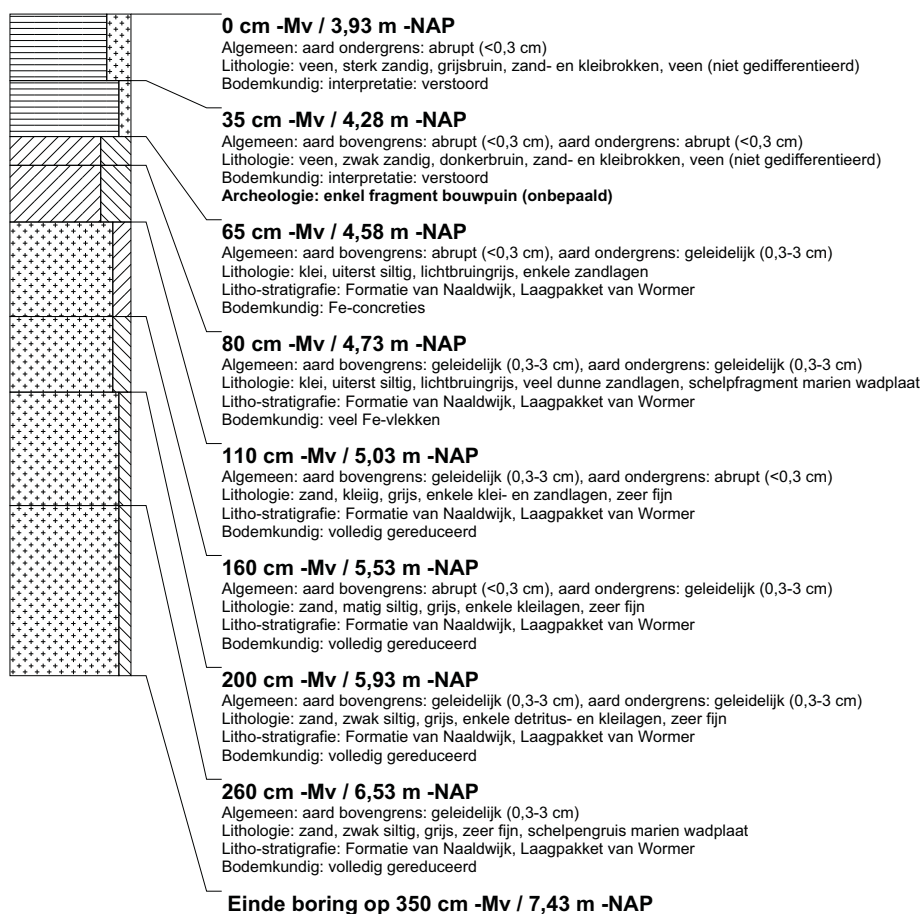 0 cm -Mv / 3,93 m -NAP
Algemeen: aard ondergrens: abrupt (<0,3 cm)
Lithologie: veen, sterk zandig, grijsbruin, zand- en kleibrokken, veen (niet gedifferentieerd)
Bodemkundig: interpretatie: verstoord
35 cm -Mv / 4,28 m -NAP
Algemeen: aard bovengrens: abrupt (<0,3 cm), aard ondergrens: abrupt (<0,3 cm)
Lithologie: veen, zwak zandig, donkerbruin, zand- en kleibrokken, veen (niet gedifferentieerd)
Bodemkundig: interpretatie: verstoord
Archeologie: enkel fragment bouwpuin (onbepaald)
65 cm -Mv / 4,58 m -NAP
Algemeen: aard bovengrens: abrupt (<0,3 cm), aard ondergrens: geleidelijk (0,3-3 cm)
Lithologie: klei, uiterst siltig, lichtbruingrijs, enkele zandlagen
Litho-stratigrafie: Formatie van Naaldwijk, Laagpakket van Wormer
Bodemkundig: Fe-concreties
80 cm -Mv / 4,73 m -NAP
Algemeen: aard bovengrens: geleidelijk (0,3-3 cm), aard ondergrens: geleidelijk (0,3-3 cm)
Lithologie: klei, uiterst siltig, lichtbruingrijs, veel dunne zandlagen, schelpfragment marien wadplaat
Litho-stratigrafie: Formatie van Naaldwijk, Laagpakket van Wormer
Bodemkundig: veel Fe-vlekken
110 cm -Mv / 5,03 m -NAP
Algemeen: aard bovengrens: geleidelijk (0,3-3 cm), aard ondergrens: abrupt (<0,3 cm)
Lithologie: zand, kleiig, grijs, enkele klei- en zandlagen, zeer fijn
Litho-stratigrafie: Formatie van Naaldwijk, Laagpakket van Wormer
Bodemkundig: volledig gereduceerd
160 cm -Mv / 5,53 m -NAP
Algemeen: aard bovengrens: abrupt (<0,3 cm), aard ondergrens: geleidelijk (0,3-3 cm)
Lithologie: zand, matig siltig, grijs, enkele kleilagen, zeer fijn
Litho-stratigrafie: Formatie van Naaldwijk, Laagpakket van Wormer
Bodemkundig: volledig gereduceerd
200 cm -Mv / 5,93 m -NAP
Algemeen: aard bovengrens: geleidelijk (0,3-3 cm), aard ondergrens: geleidelijk (0,3-3 cm)
Lithologie: zand, zwak siltig, grijs, enkele detritus- en kleilagen, zeer fijn
Litho-stratigrafie: Formatie van Naaldwijk, Laagpakket van Wormer
Bodemkundig: volledig gereduceerd
260 cm -Mv / 6,53 m -NAP
Algemeen: aard bovengrens: geleidelijk (0,3-3 cm)
Lithologie: zand, zwak siltig, grijs, zeer fijn, schelpengruis marien wadplaat
Litho-stratigrafie: Formatie van Naaldwijk, Laagpakket van Wormer
Bodemkundig: volledig gereduceerd
Einde boring op 350 cm -Mv / 7,43 m -NAP